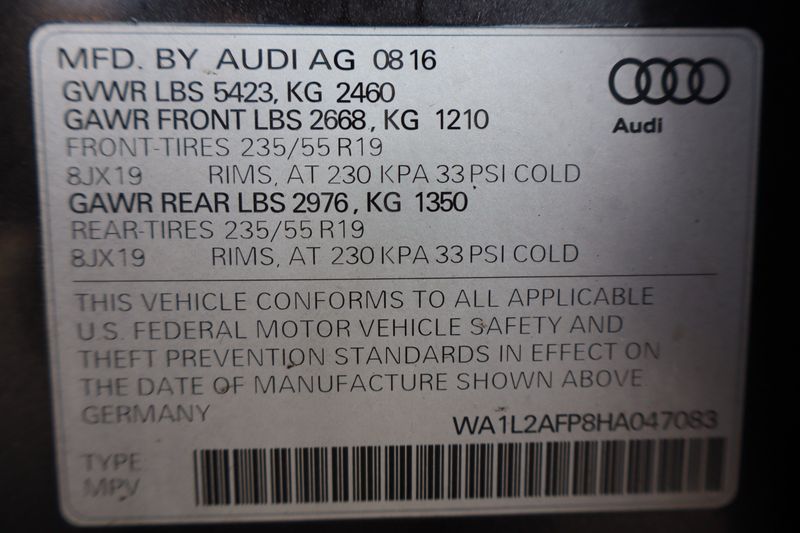 MFD. BY AUDI AG 08 16
GVWR LBS 5423, KG 2460
GAWR FRONT LBS 2668, KG 1210
FRONT-TIRES 235/55 R19
8JX19 RIMS, AT 230 KPA 33 PSI COLD
GAWR REAR LBS 2976, KG 1350
REAR-TIRES 235/55 R19
8JX19 RIMS, AT 230 KPA 33 PSI COLD
Audi
THIS VEHICLE CONFORMS TO ALL APPLICABLE
U.S. FEDERAL MOTOR VEHICLE SAFETY AND
THEFT PREVENTION STANDARDS IN EFFECT ON
THE DATE OF MANUFACTURE SHOWN ABOVE
GERMANY
WA1L2AFP8HA047083
TYPE
MPV